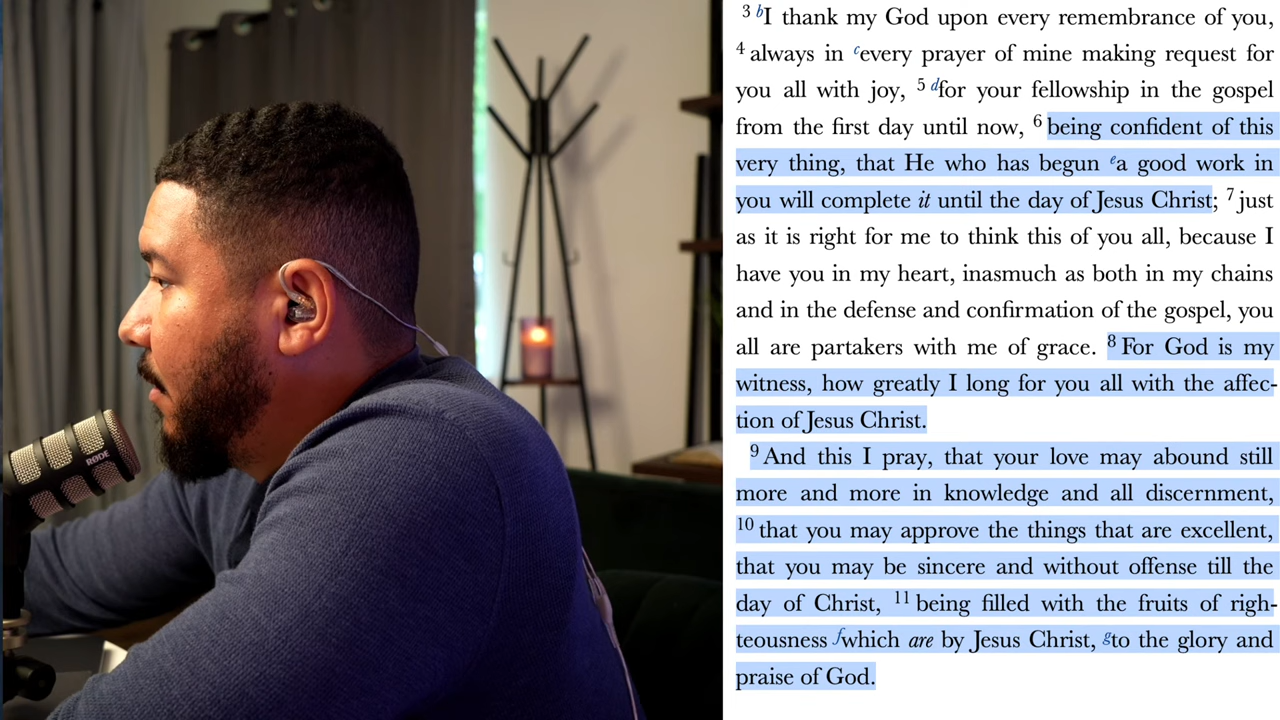 RØDE
3 bI thank my God upon every remembrance of you,
4 always in cevery prayer of mine making request for
you all with joy, 5 dfor your fellowship in the gospel
from the first day until now, 6 being confident of this
very thing, that He who has begun ea good work in
you will complete it until the day of Jesus Christ; 7 just
as it is right for me to think this of you all, because I
have you in my heart, inasmuch as both in my chains
and in the defense and confirmation of the gospel, you
all are partakers with me of grace. 8 For God is my
witness, how greatly I long for you all with the affec-
tion of Jesus Christ.
9 And this I pray, that your love may abound still
more and more in knowledge and all discernment,
10 that you may approve the things that are excellent,
that you may be sincere and without offense till the
day of Christ, 11 being filled with the fruits of righ-
teousness fwhich are by Jesus Christ, gto the glory and
praise of God.